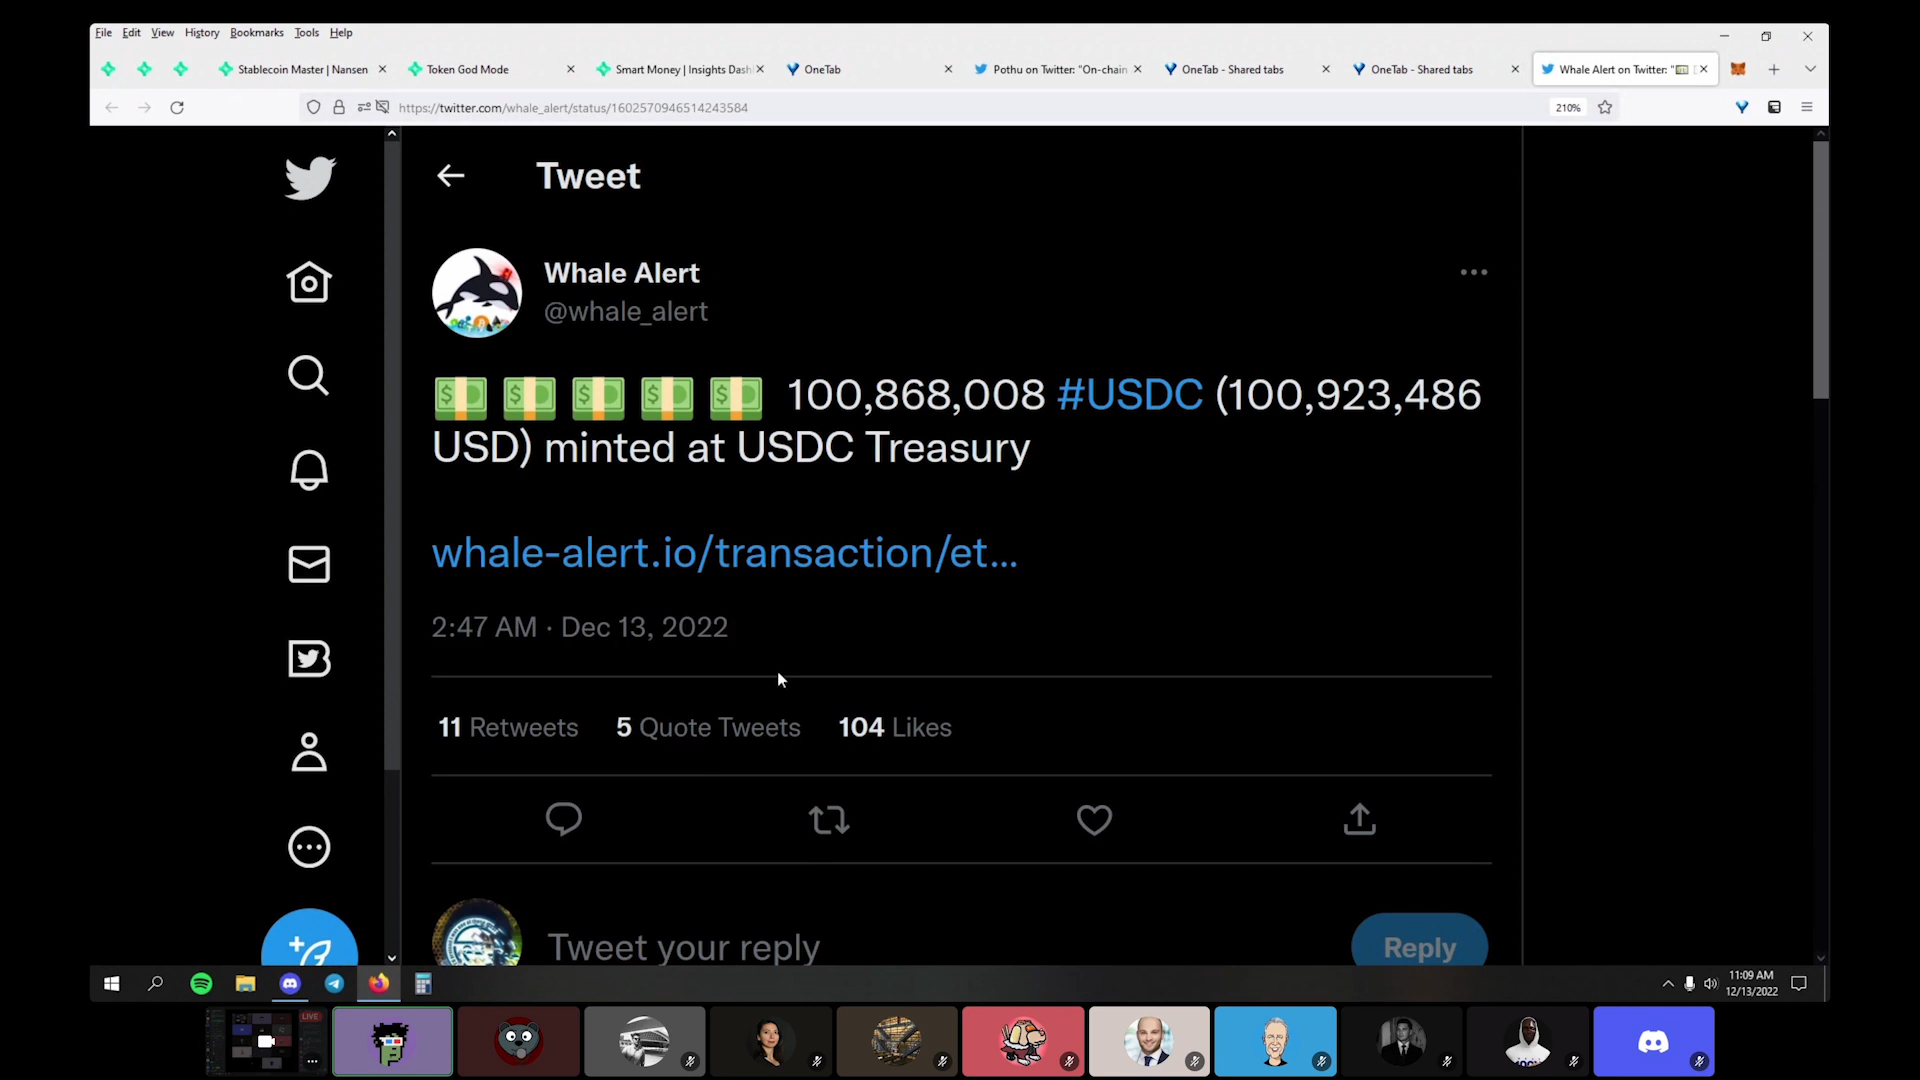 File Edit View History Bookmarks Tools Help
Stablecoin Master | Nansen
Token God Mode
Smart Money | Insights Dash
OneTab
Pothu on Twitter: "On-chain
OneTab - Shared tabs
OneTab - Shared tabs
Whale Alert on Twitter: "
https://twitter.com/whale_alert/status/1602570946514243584
210%
Tweet
Whale Alert
@whale_alert
100,868,008 #USDC (100,923,486
USD) minted at USDC Treasury
whale-alert.io/transaction/et...
2:47 AM · Dec 13, 2022
11 Retweets 5 Quote Tweets 104 Likes
Tweet your reply
Reply
11:09 AM
12/13/2022
LIVE